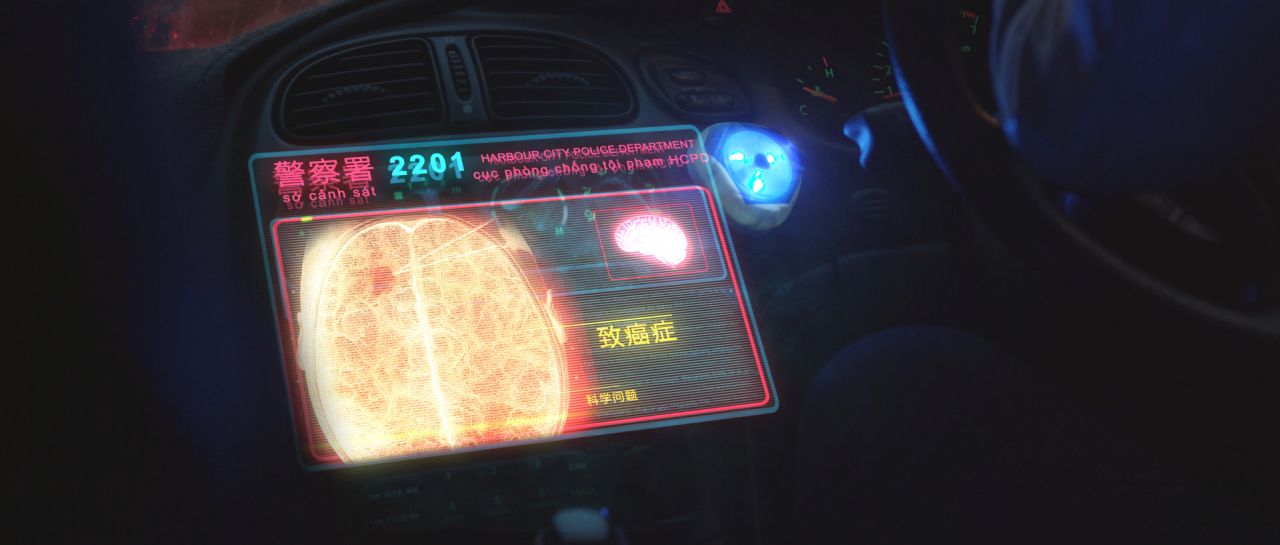 警察署 2201 HARBOUR CITY POLICE DEPARTMENT
sở cảnh sát cục phòng chống tội phạm HCPD
致癌症
科学问题
H
C